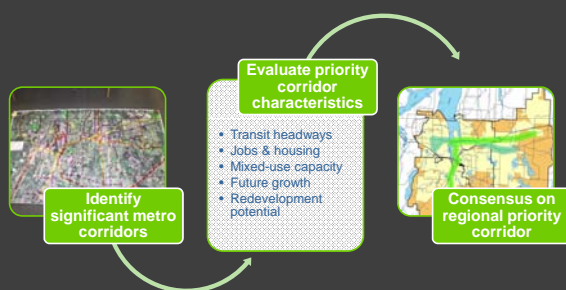 Identify
significant metro
corridors
Evaluate priority
corridor
characteristics
• Transit headways
• Jobs & housing
• Mixed-use capacity
• Future growth
• Redevelopment
potential
Consensus on
regional priority
corridor